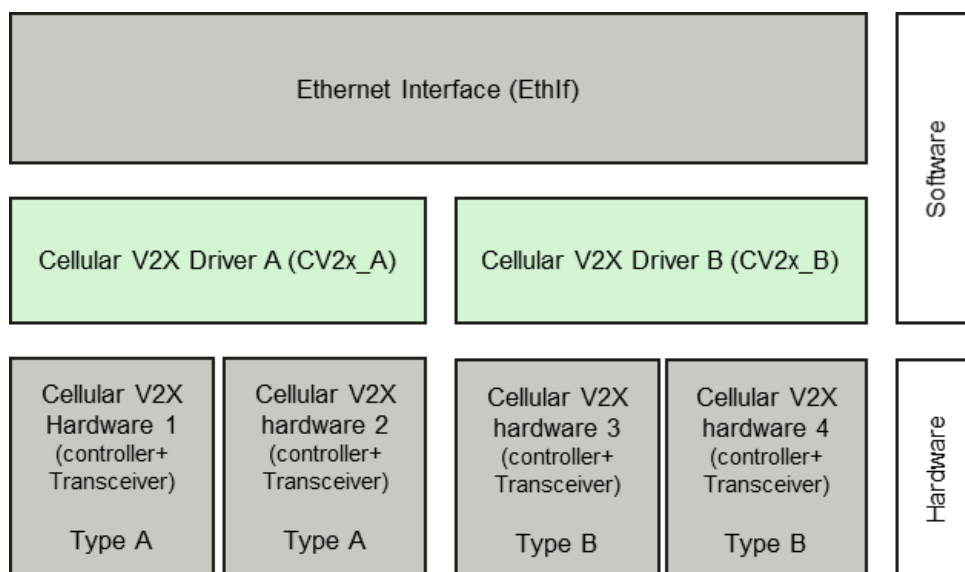 Ethernet Interface (EthIf)
Software
Cellular V2X Driver A (CV2x_A)
Cellular V2X Driver B (CV2x_B)
Cellular V2X
Hardware 1
(controller+
Transceiver)
Type A
Cellular V2X
hardware 2
(controller+
Transceiver)
Type A
Cellular V2X
hardware 3
(controller+
Transceiver)
Type B
Cellular V2X
hardware 4
(controller+
Transceiver)
Type B
Hardware